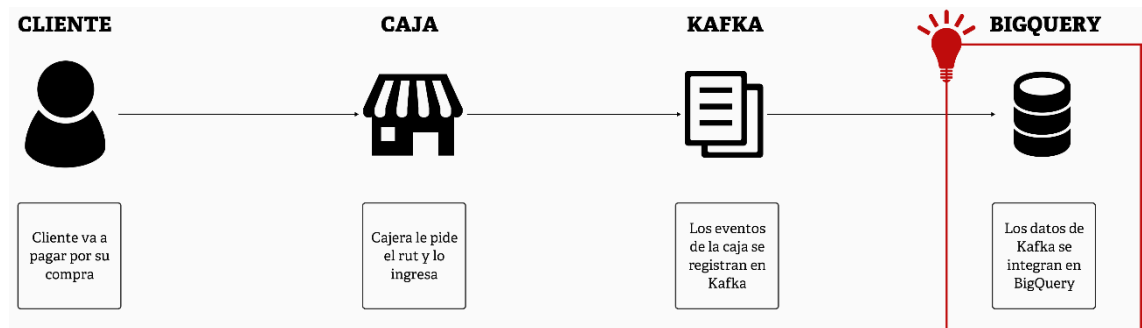 CLIENTE
CAJA
KAFKA
BIGQUERY
Cliente va a
pagar por su
compra
Cajera le pide
el rut y lo
ingresa
Los eventos
de la caja se
registran en
Kafka
Los datos de
Kafka se
integran en
BigQuery